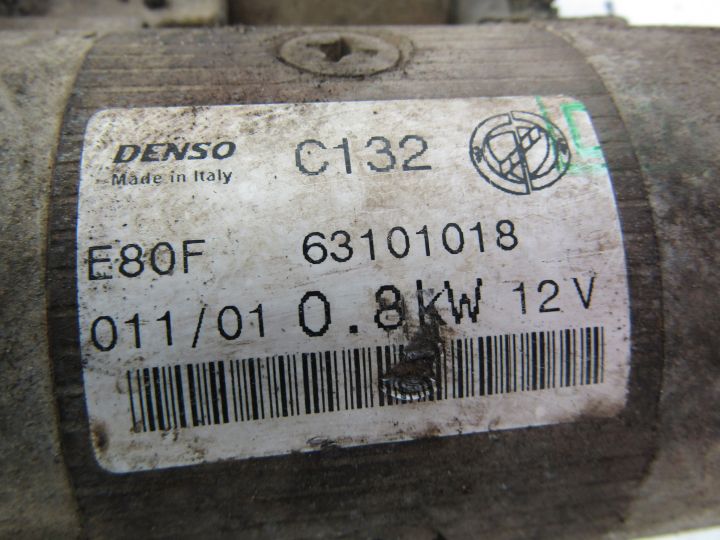 DENSO C132
Made in Italy
E80F 63101018
011/01 0.8kW 12V